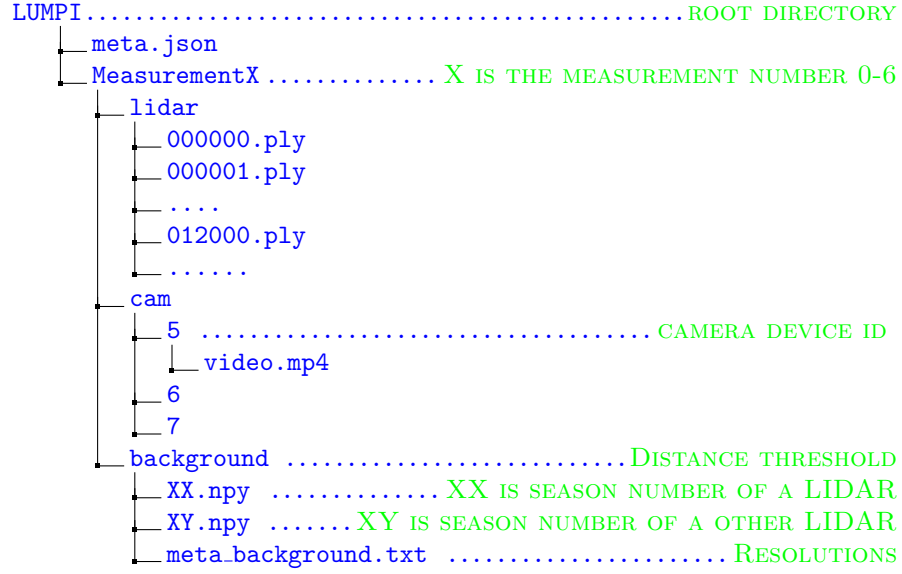 LUMPI..................................................ROOT DIRECTORY
meta.json
MeasurementX..............X IS THE MEASUREMENT NUMBER 0-6
lidar
000000.ply
000001.ply
....
012000.ply
......
cam
5 ......................................CAMERA DEVICE ID
video.mp4
6
7
background ............................DISTANCE THRESHOLD
XX.npy ..............XX IS SEASON NUMBER OF A LIDAR
XY.npy .......XY IS SEASON NUMBER OF A OTHER LIDAR
meta_background.txt .......................RESOLUTIONS